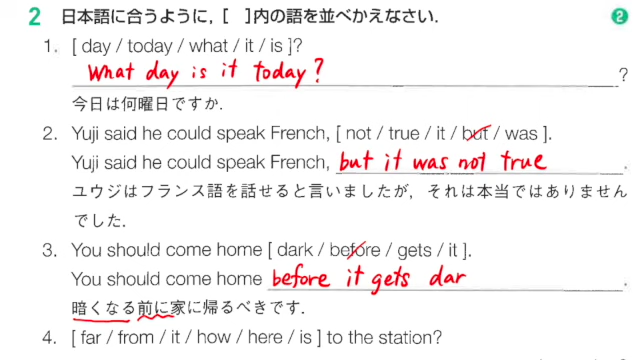 2 日本語に合うように, [ ]内の語を並べかえなさい. ❷
1. [ day / today / what / it / is ]?
What day is it today? ?
今日は何曜日ですか.
2. Yuji said he could speak French, [ not / true / it / but / was ].
Yuji said he could speak French, but it was not true .
ユウジはフランス語を話せると言いましたが, それは本当ではありません
でした.
3. You should come home [ dark / before / gets / it ].
You should come home before it gets dar .
暗くなる前に家に帰るべきです.
4. [ far / from / it / how / here / is ] to the station?